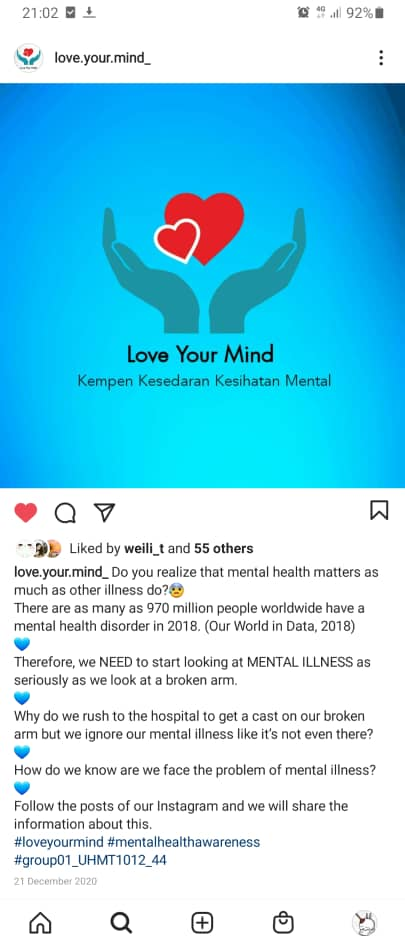 21:02
4G 92%
love.your.mind_
Love Your Mind
Kempen Kesedaran Kesihatan Mental
Liked by weili_t and 55 others
love.your.mind_ Do you realize that mental health matters as
much as other illness do?😰
There are as many as 970 million people worldwide have a
mental health disorder in 2018. (Our World in Data, 2018)
💙
Therefore, we NEED to start looking at MENTAL ILLNESS as
seriously as we look at a broken arm.
💙
Why do we rush to the hospital to get a cast on our broken
arm but we ignore our mental illness like it's not even there?
💙
How do we know are we face the problem of mental illness?
💙
Follow the posts of our Instagram and we will share the
information about this.
#loveyourmind #mentalhealthawareness
#group01_UHMT1012_44
21 December 2020